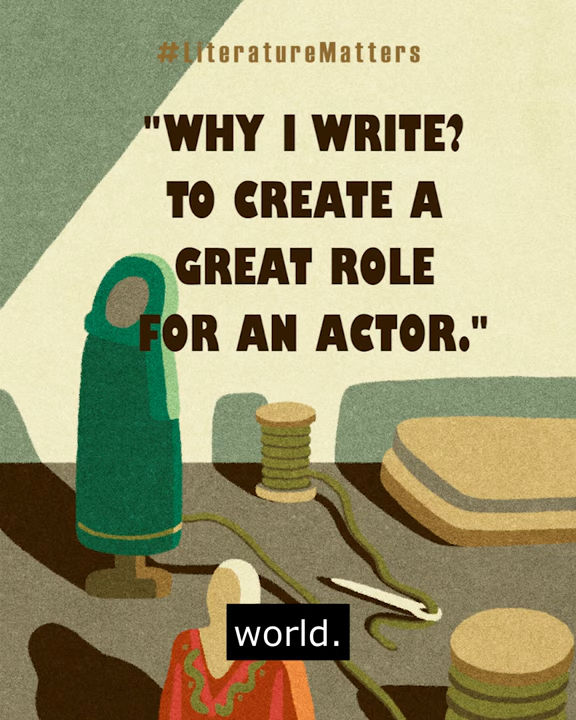 #LiteratureMatters
"WHY I WRITE?
TO CREATE A
GREAT ROLE
FOR AN ACTOR."
world.